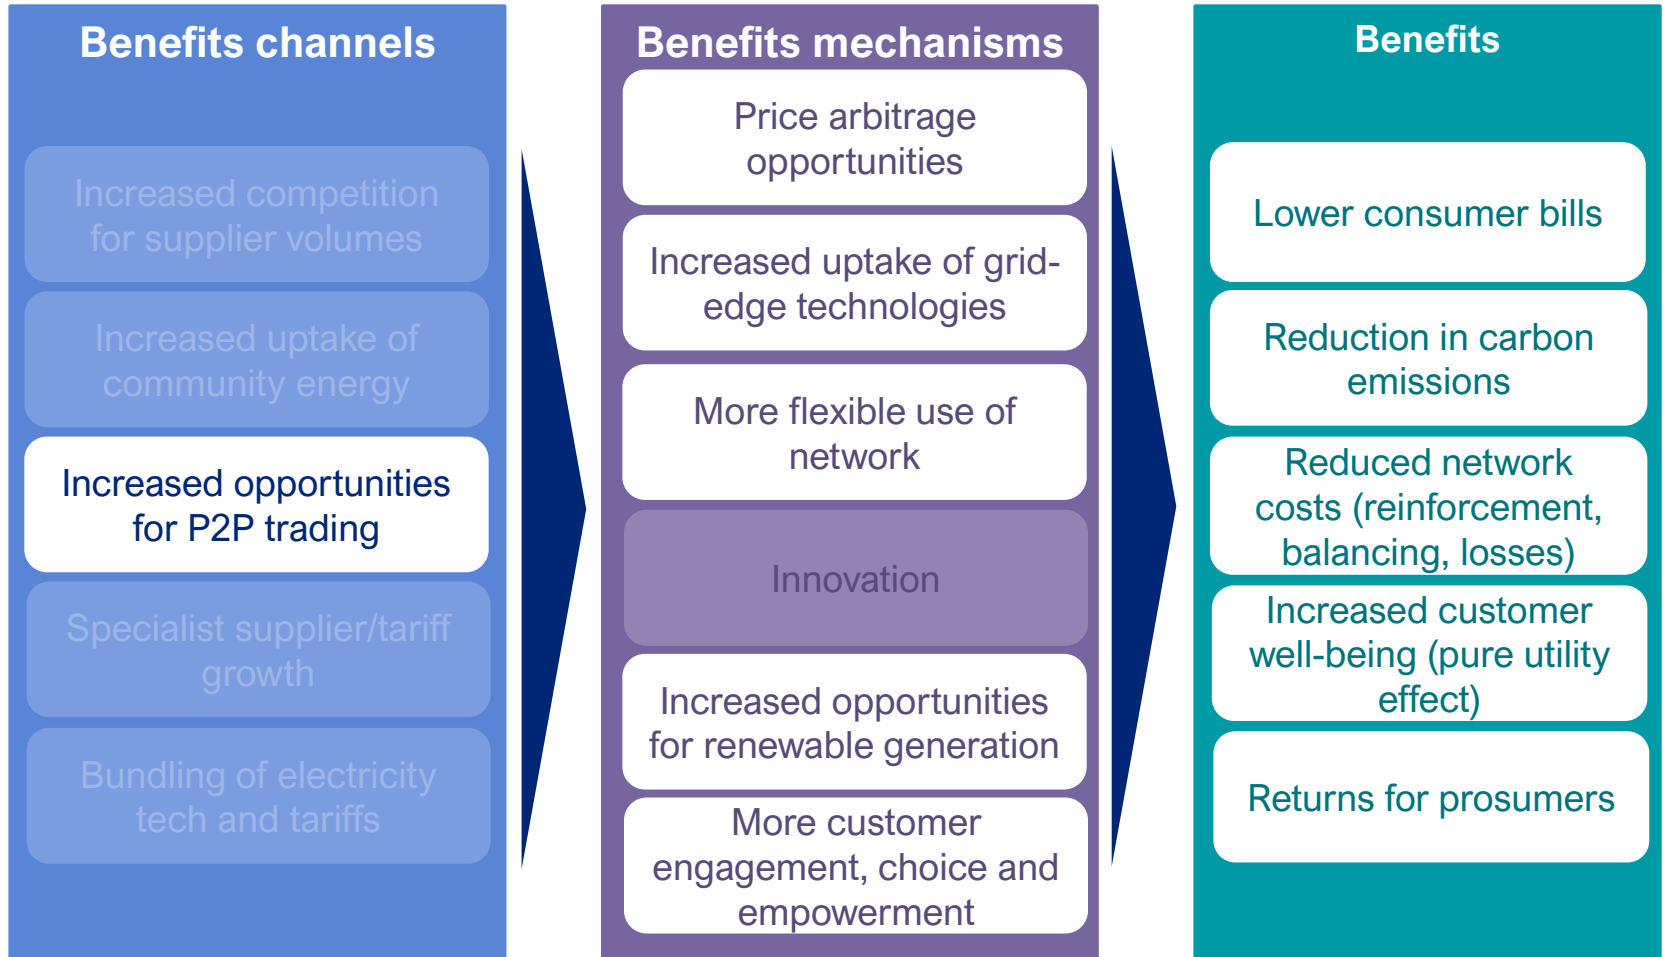 Benefits channels
Increased competition
for supplier volumes
Increased uptake of
community energy
Increased opportunities
for P2P trading
Specialist supplier/tariff
growth
Bundling of electricity
tech and tariffs
Benefits mechanisms
Price arbitrage
opportunities
Increased uptake of grid-
edge technologies
More flexible use of
network
Innovation
Increased opportunities
for renewable generation
More customer
engagement, choice and
empowerment
Benefits
Lower consumer bills
Reduction in carbon
emissions
Reduced network
costs (reinforcement,
balancing, losses)
Increased customer
well-being (pure utility
effect)
Returns for prosumers